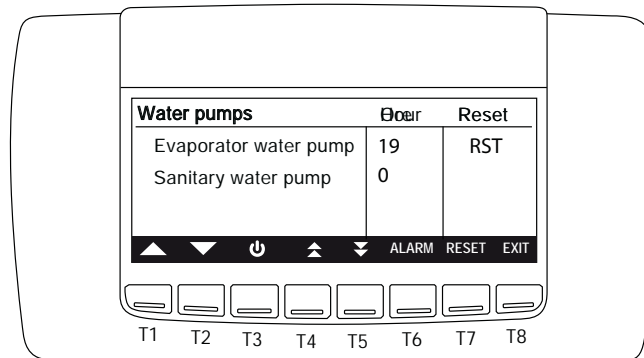 Water pumps Reset
Evaporator water pump 19 RST
Sanitary water pump 0
ALARM RESET EXIT
T1 T2 T3 T4 T5 T6 T7 T8